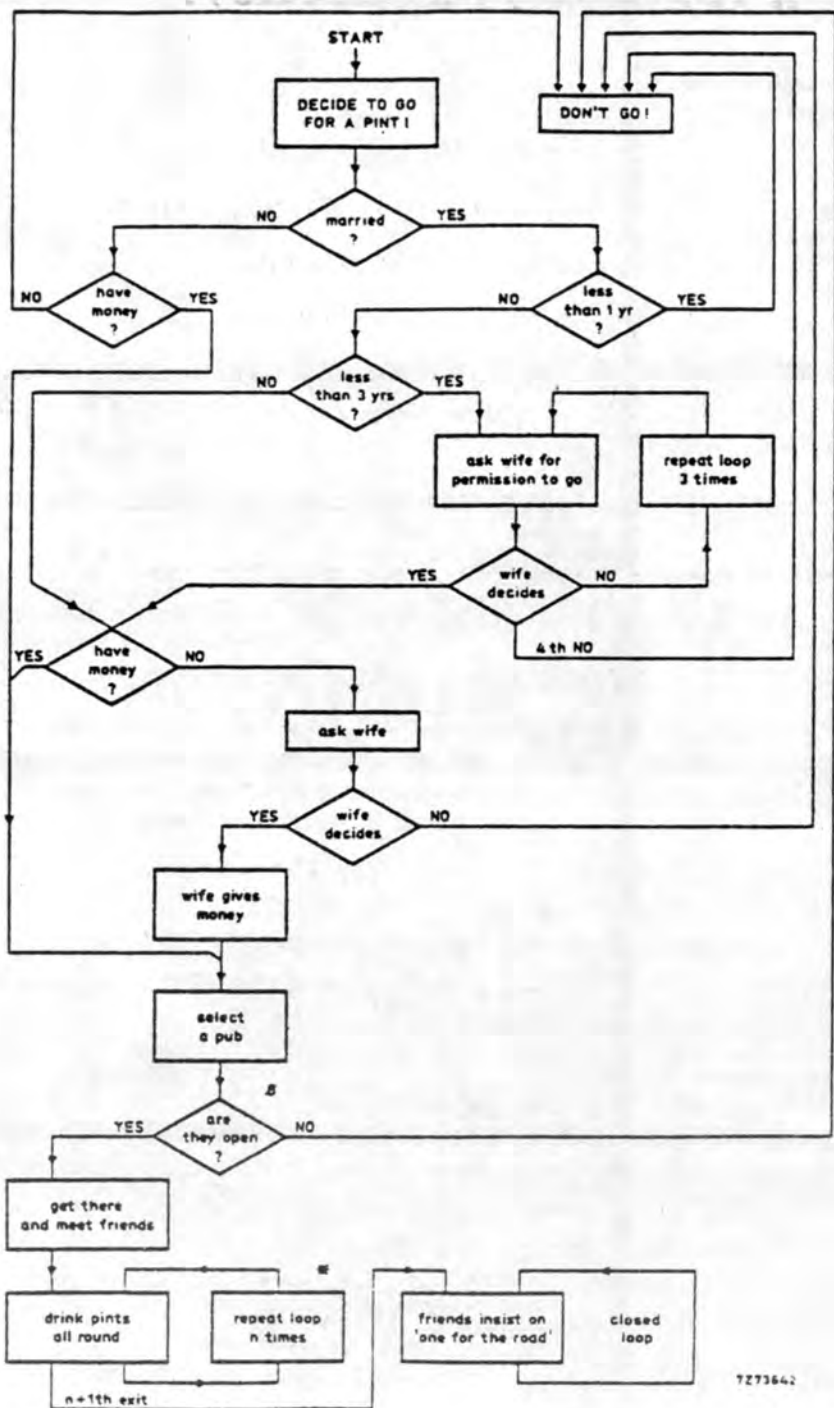 START
DECIDE TO GO
FOR A PINT !
DON'T GO !
NO
married
?
YES
NO
have
money
?
YES
NO
less
than 1 yr
?
YES
NO
less
than 3 yrs
?
YES
ask wife for
permission to go
repeat loop
3 times
YES
wife
decides
NO
4th NO
YES
have
money
?
NO
ask wife
YES
wife
decides
NO
wife gives
money
select
a pub
B
YES
are
they open
?
NO
get there
and meet friends
drink pints
all round
repeat loop
n times
friends insist on
'one for the road'
closed
loop
n+1th exit
7Z73642